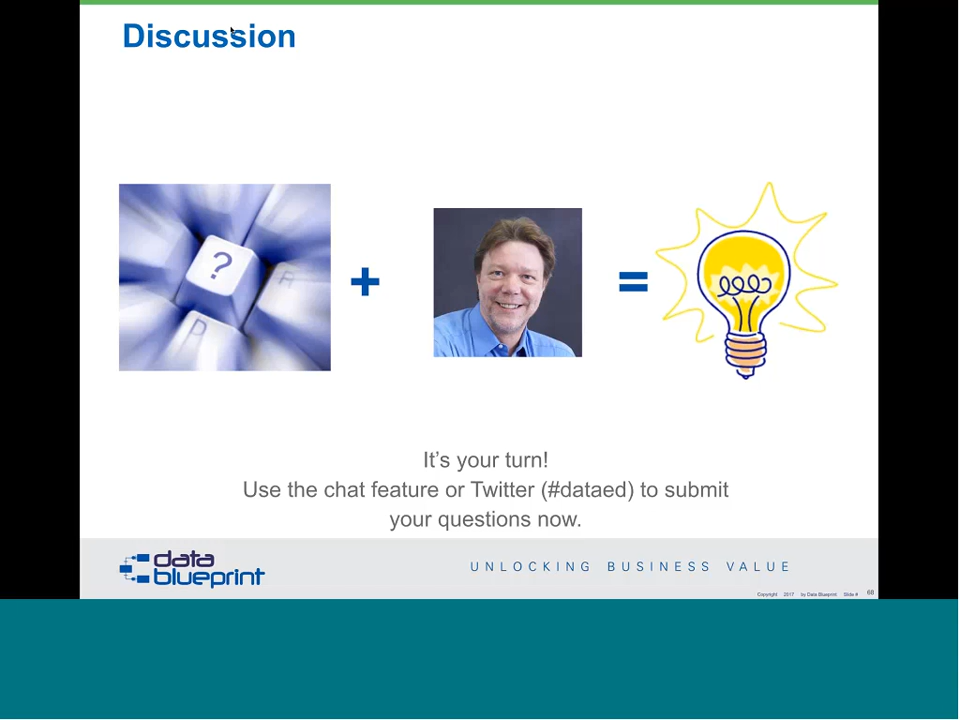 Discussion
?
R
P
+
=
It's your turn!
Use the chat feature or Twitter (#dataed) to submit
your questions now.
data
blueprint
UNLOCKING BUSINESS VALUE
Copyright 2017 by Data Blueprint Slide # 68